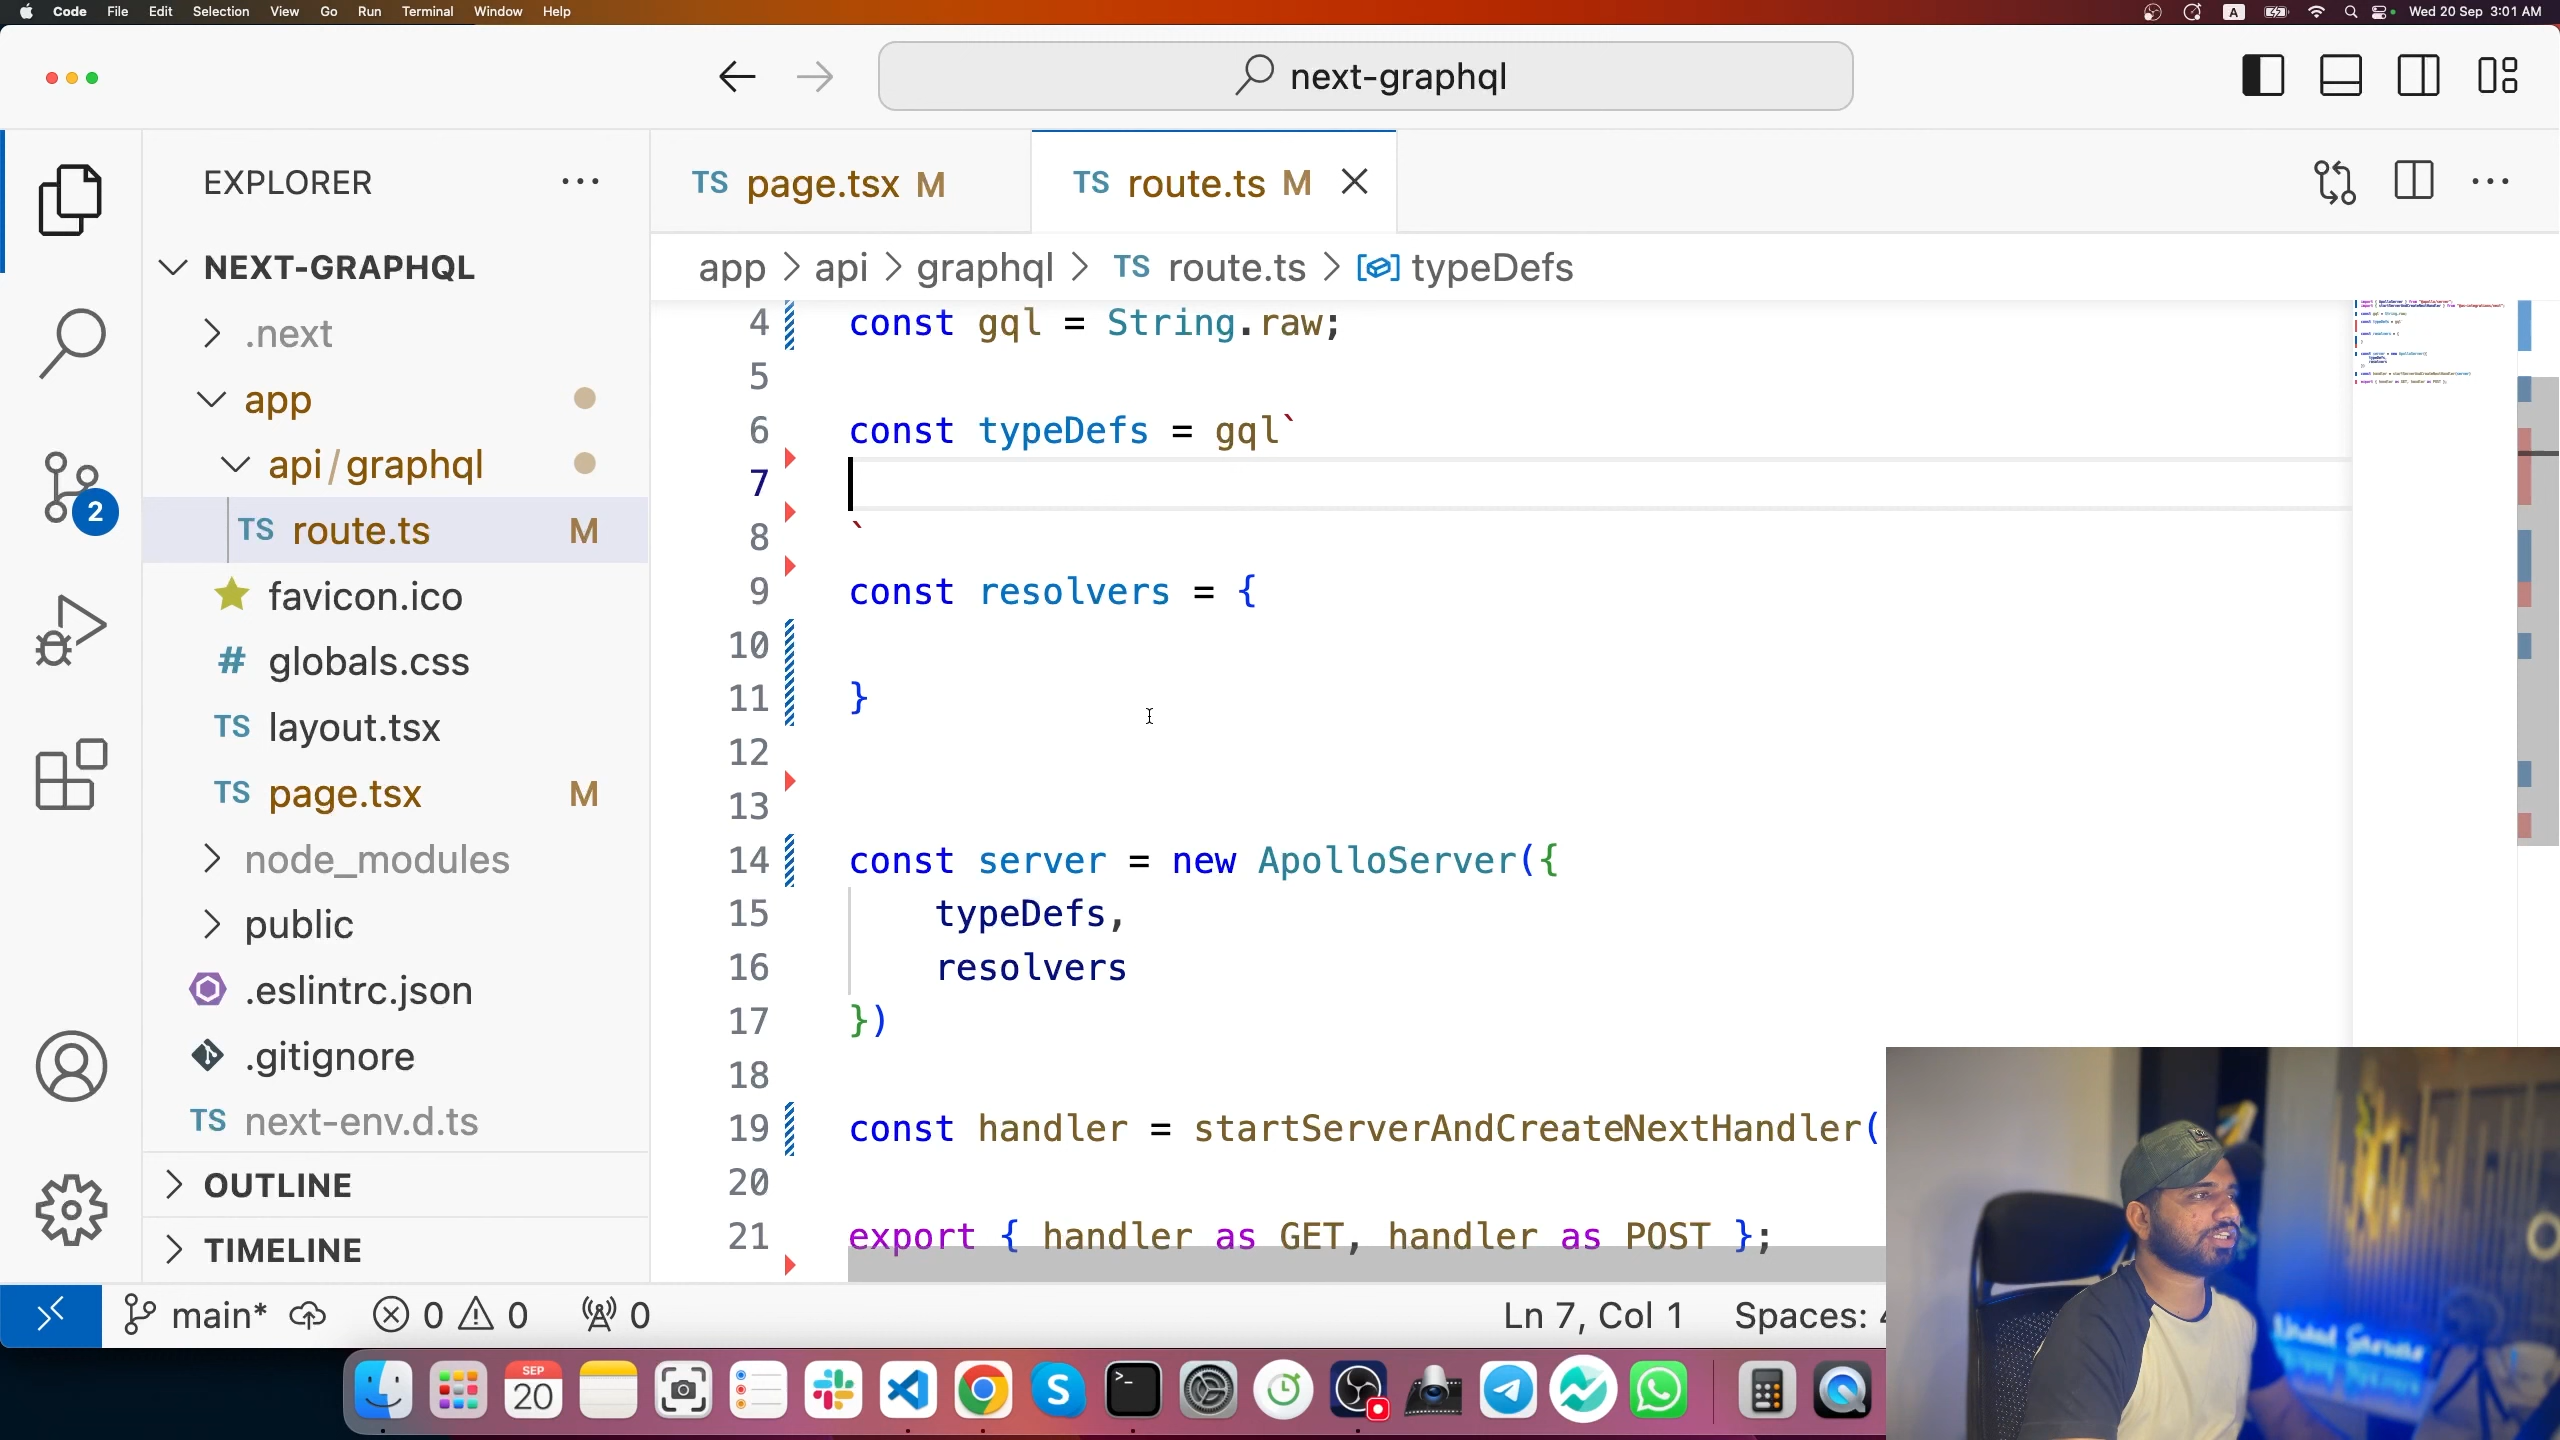 Code File Edit Selection View Go Run Terminal Window Help
A Wed 20 Sep 3:01 AM
next-graphql
EXPLORER
NEXT-GRAPHQL
.next
app
api/graphql
TS route.ts M
favicon.ico
# globals.css
TS layout.tsx
TS page.tsx M
node_modules
public
.eslintrc.json
.gitignore
TS next-env.d.ts
OUTLINE
TIMELINE
2
TS page.tsx M
TS route.ts M
app > api > graphql > TS route.ts > typeDefs
4 const gql = String.raw;
5
6 const typeDefs = gql`
7
8 `
9 const resolvers = {
10
11 }
12
13
14 const server = new ApolloServer({
15 typeDefs,
16 resolvers
17 })
18
19 const handler = startServerAndCreateNextHandler(
20
21 export { handler as GET, handler as POST };
main* 0 0 0
Ln 7, Col 1 Spaces:
SEP
20
S